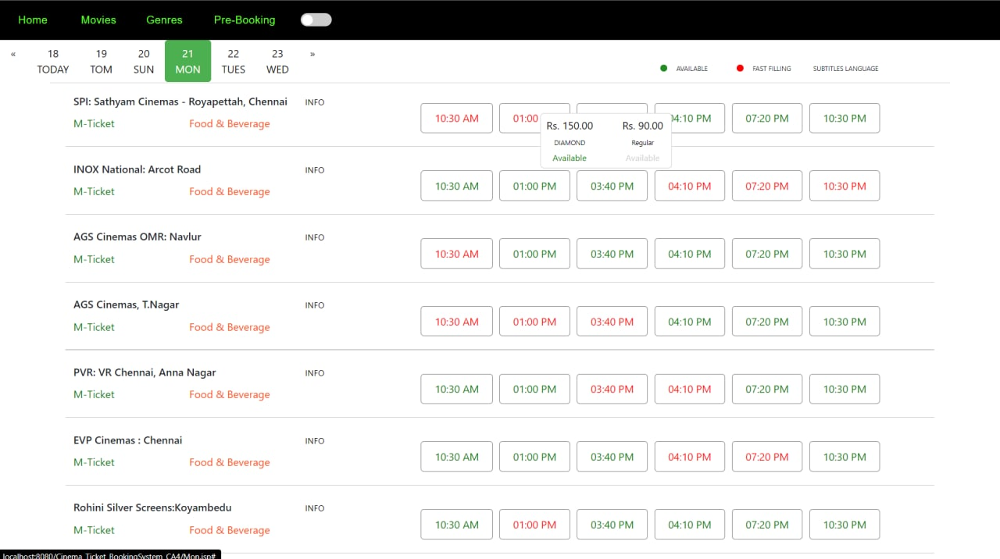 Home Movies Genres Pre-Booking
« 18 19 20 21 22 23 »
TODAY TOM SUN MON TUES WED
AVAILABLE FAST FILLING SUBTITLES LANGUAGE
SPI: Sathyam Cinemas - Royapettah, Chennai INFO
M-Ticket Food & Beverage
10:30 AM 01:00 04:10 PM 07:20 PM 10:30 PM
Rs. 150.00 Rs. 90.00
DIAMOND Regular
Available Available
INOX National: Arcot Road INFO
M-Ticket Food & Beverage
10:30 AM 01:00 PM 03:40 PM 04:10 PM 07:20 PM 10:30 PM
AGS Cinemas OMR: Navlur INFO
M-Ticket Food & Beverage
10:30 AM 01:00 PM 03:40 PM 04:10 PM 07:20 PM 10:30 PM
AGS Cinemas, T.Nagar INFO
M-Ticket Food & Beverage
10:30 AM 01:00 PM 03:40 PM 04:10 PM 07:20 PM 10:30 PM
PVR: VR Chennai, Anna Nagar INFO
M-Ticket Food & Beverage
10:30 AM 01:00 PM 03:40 PM 04:10 PM 07:20 PM 10:30 PM
EVP Cinemas : Chennai INFO
M-Ticket Food & Beverage
10:30 AM 01:00 PM 03:40 PM 04:10 PM 07:20 PM 10:30 PM
Rohini Silver Screens:Koyambedu INFO
M-Ticket Food & Beverage
10:30 AM 01:00 PM 03:40 PM 04:10 PM 07:20 PM 10:30 PM
localhost:8080/Cinema_Ticket_BookingSystem_CA4/Mon.jsp#